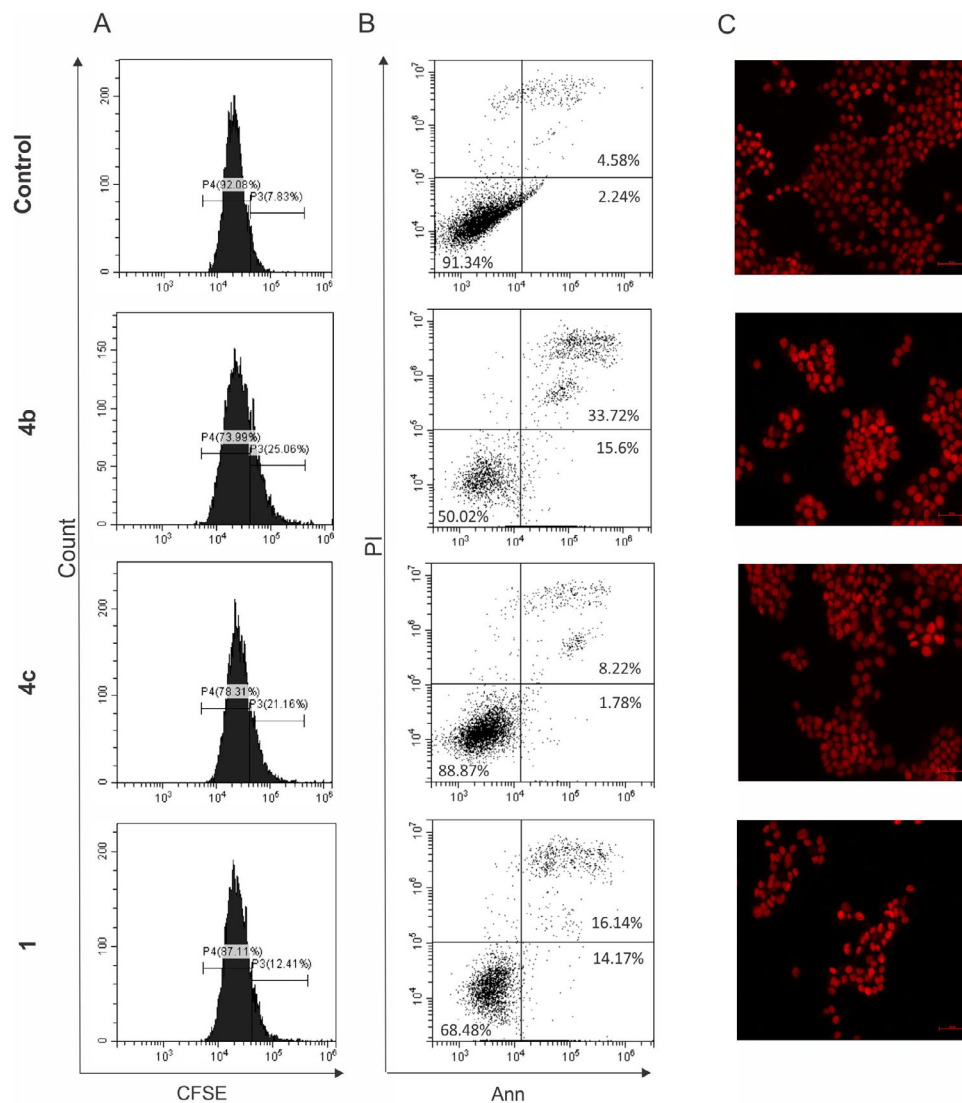 A B C
Control
200
100
0
P4(92.08%)
P3(7.83%)
10³ 10⁴ 10⁵ 10⁶
10⁷
10⁶
10⁵
10⁴
4.58%
2.24%
91.34%
10³ 10⁴ 10⁵ 10⁶
4b
150
100
50
0
P4(73.99%)
P3(25.06%)
10³ 10⁴ 10⁵ 10⁶
10⁷
10⁶
10⁵
10⁴
33.72%
15.6%
50.02%
10³ 10⁴ 10⁵ 10⁶
Count
PI
4c
200
100
0
P4(78.31%)
P3(21.16%)
10³ 10⁴ 10⁵ 10⁶
10⁷
10⁶
10⁵
10⁴
8.22%
1.78%
88.87%
10³ 10⁴ 10⁵ 10⁶
1
200
100
0
P4(87.11%)
P3(12.41%)
10³ 10⁴ 10⁵ 10⁶
10⁷
10⁶
10⁵
10⁴
16.14%
14.17%
68.48%
10³ 10⁴ 10⁵ 10⁶
CFSE
Ann